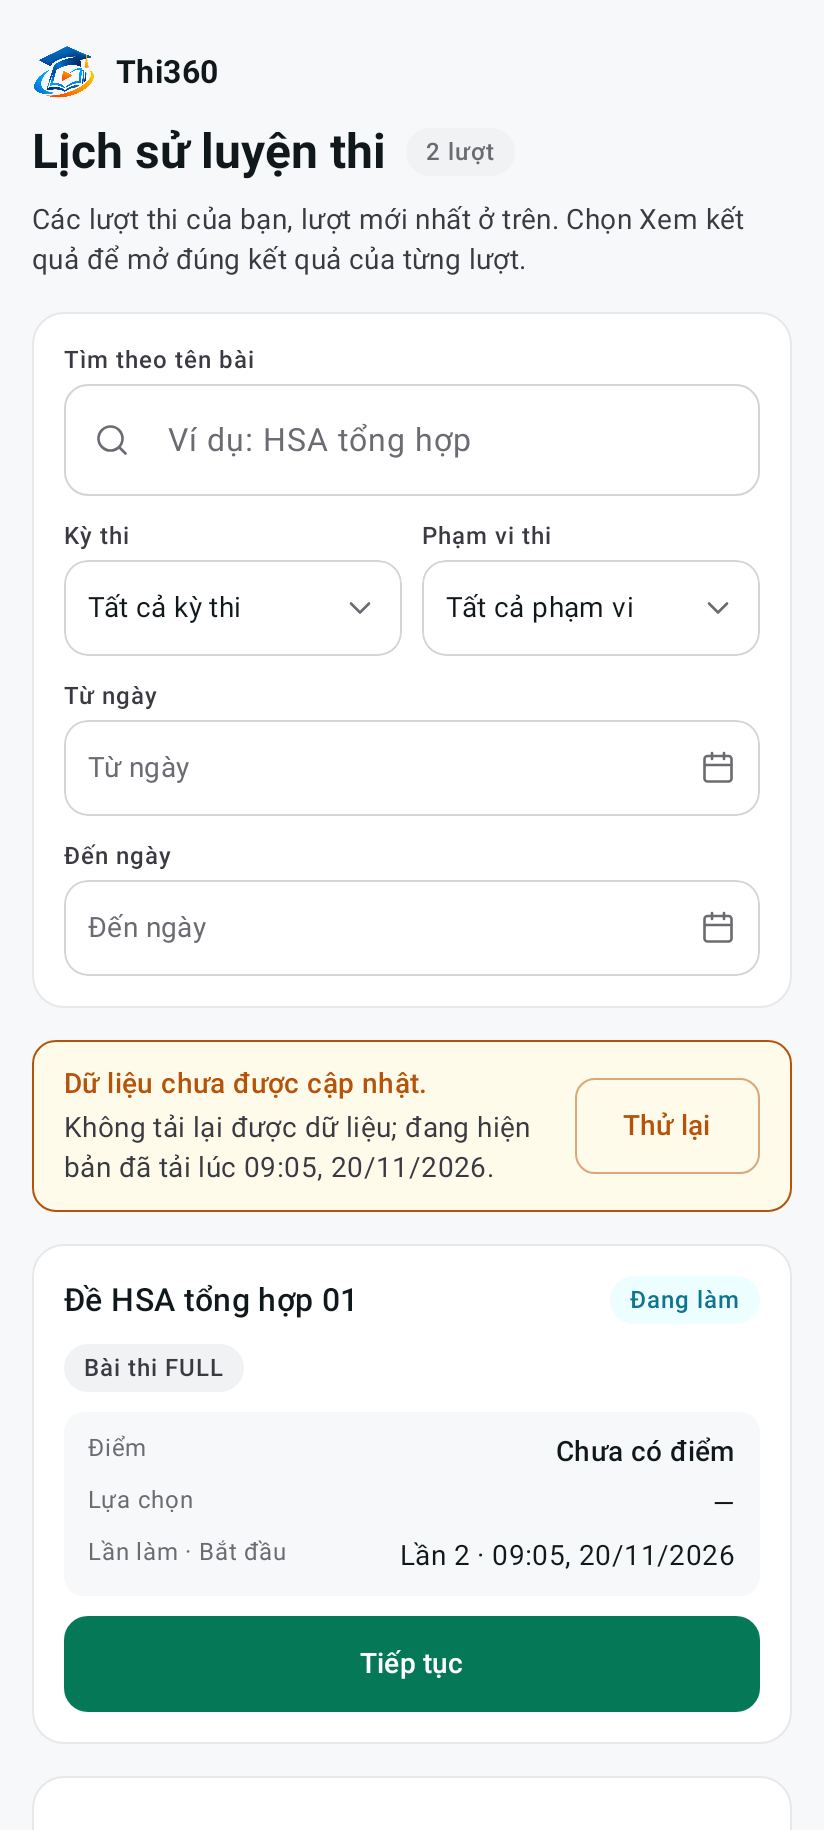 Thi360
Lịch sử luyện thi
2 lượt
Các lượt thi của bạn, lượt mới nhất ở trên. Chọn Xem kết
quả để mở đúng kết quả của từng lượt.
Tìm theo tên bài
Ví dụ: HSA tổng hợp
Kỳ thi
Phạm vi thi
Tất cả kỳ thi
Tất cả phạm vi
Từ ngày
Từ ngày
Đến ngày
Đến ngày
Dữ liệu chưa được cập nhật.
Không tải lại được dữ liệu; đang hiện
bản đã tải lúc 09:05, 20/11/2026.
Thử lại
Đề HSA tổng hợp 01
Đang làm
Bài thi FULL
Điểm
Chưa có điểm
Lựa chọn
—
Lần làm · Bắt đầu
Lần 2 · 09:05, 20/11/2026
Tiếp tục